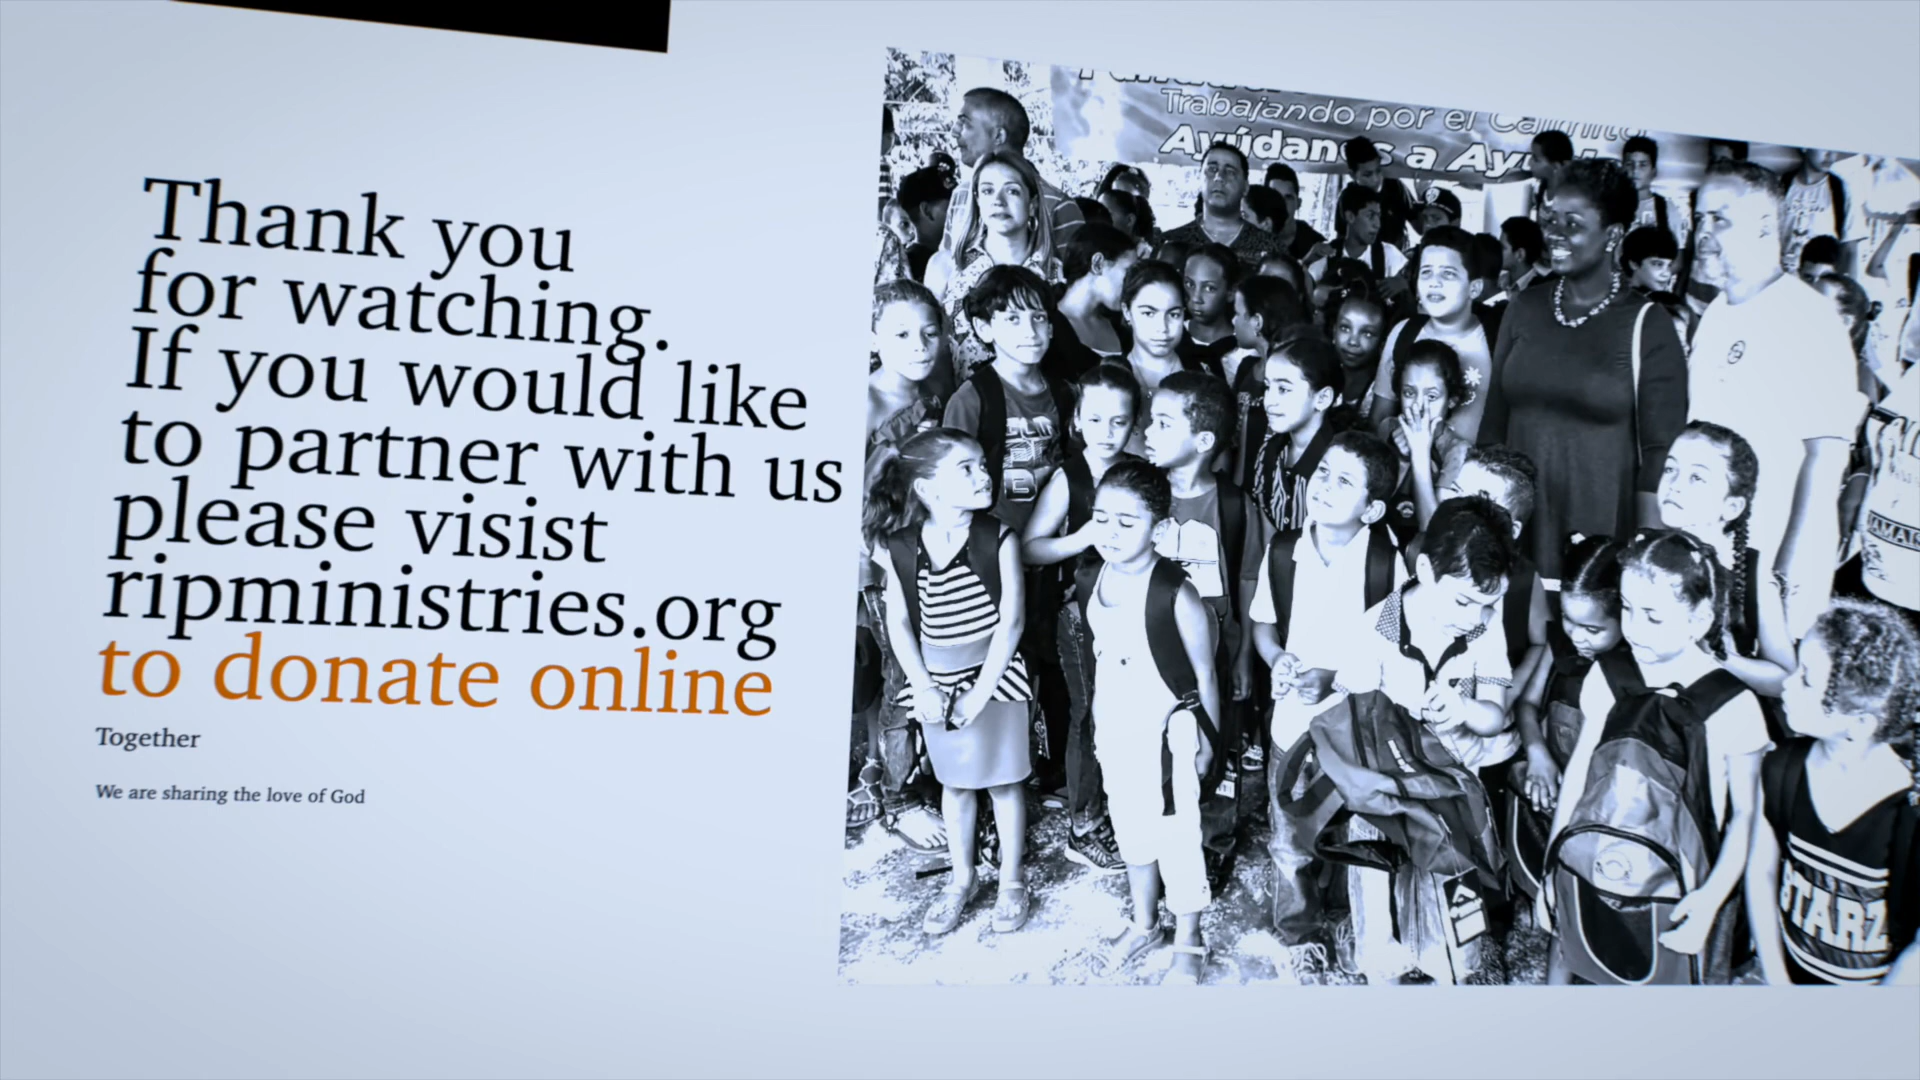 Thank you
for watching.
If you would like
to partner with us
please visist
ripministries.org
to donate online
Together
We are sharing the love of God
Trabajando por el
a
STARZ